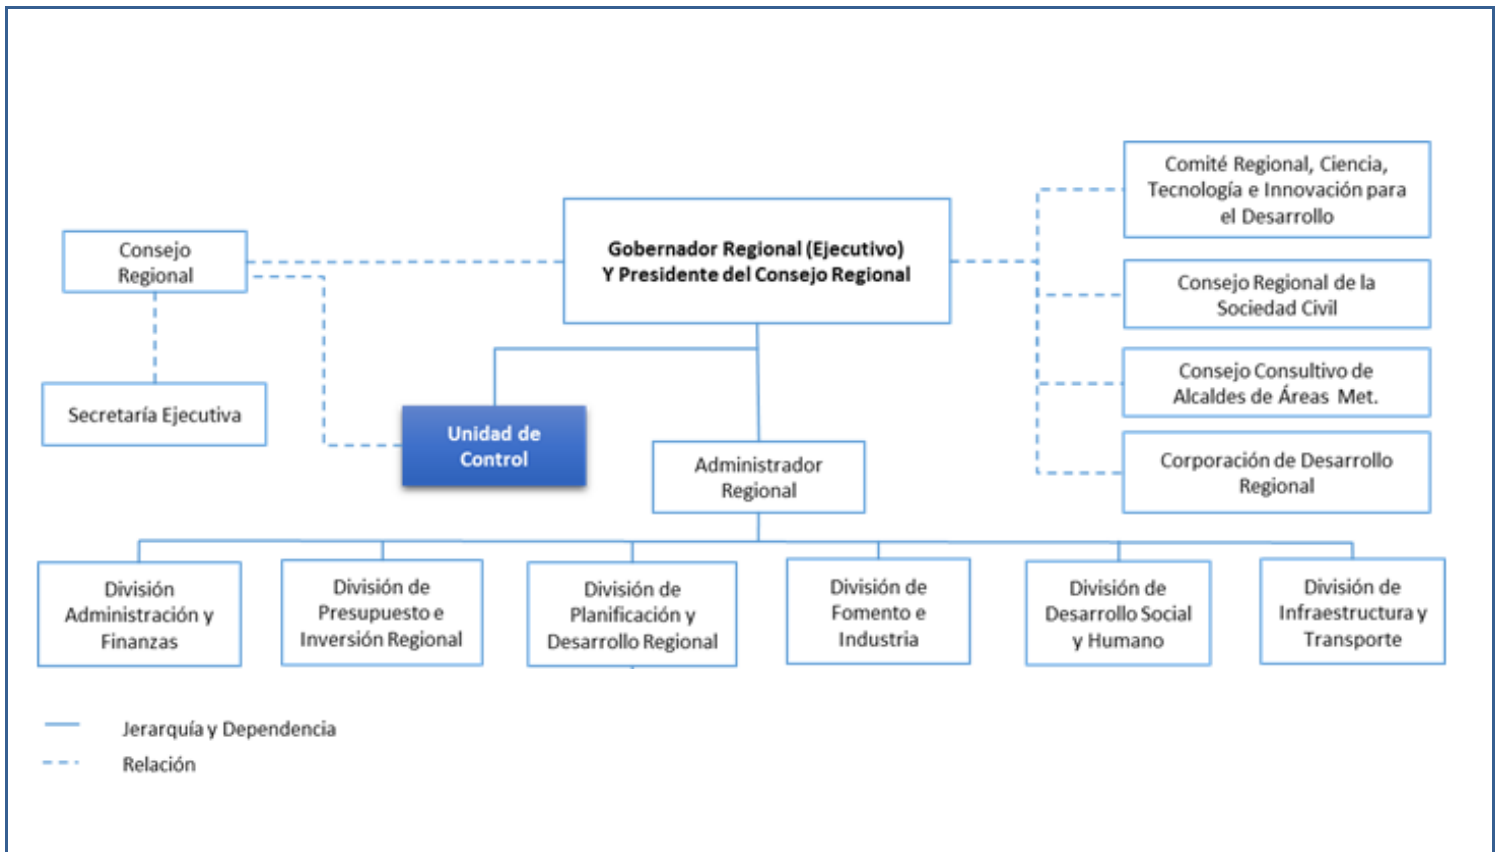 Comité Regional, Ciencia,
Tecnología e Innovación para
el Desarrollo
Gobernador Regional (Ejecutivo)
Y Presidente del Consejo Regional
Consejo
Regional
Consejo Regional de la
Sociedad Civil
Consejo Consultivo de
Alcaldes de Áreas Met.
Secretaría Ejecutiva
Unidad de
Control
Administrador
Regional
Corporación de Desarrollo
Regional
División
Administración y
Finanzas
División de
Presupuesto e
Inversión Regional
División de
Planificación y
Desarrollo Regional
División de
Fomento e
Industria
División de
Desarrollo Social
y Humano
División de
Infraestructura y
Transporte
Jerarquía y Dependencia
Relación